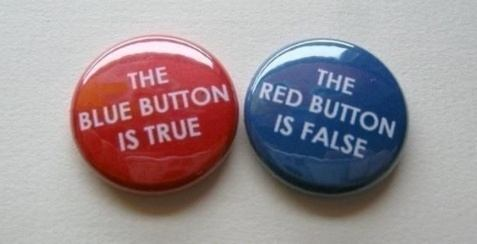 THE
BLUE BUTTON
IS TRUE
THE
RED BUTTON
IS FALSE